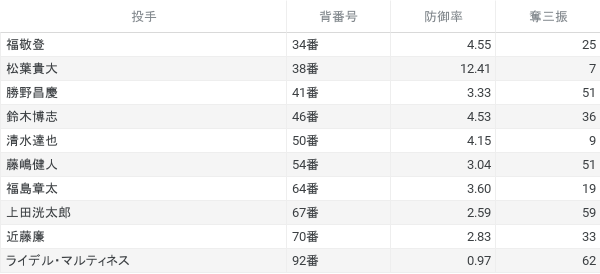 投手 背番号 防御率 奪三振
福敬登 34番 4.55 25
松葉貴大 38番 12.41 7
勝野昌慶 41番 3.33 51
鈴木博志 46番 4.53 36
清水達也 50番 4.15 9
藤嶋健人 54番 3.04 51
福島章太 64番 3.60 19
上田洸太郎 67番 2.59 59
近藤廉 70番 2.83 33
ライデル・マルティネス 92番 0.97 62